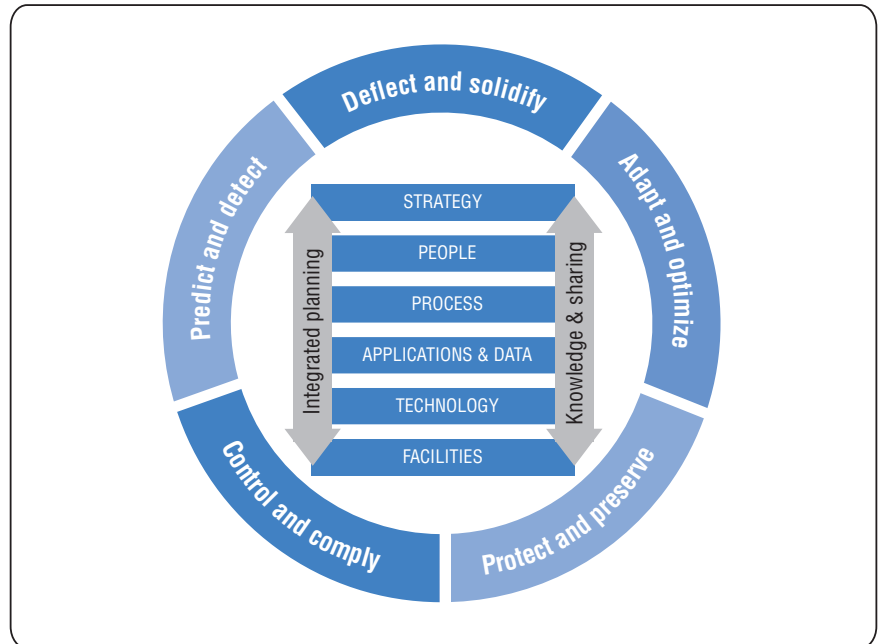 Deflect and solidify
Adapt and optimize
Protect and preserve
Control and comply
Predict and detect
STRATEGY
PEOPLE
PROCESS
APPLICATIONS & DATA
TECHNOLOGY
FACILITIES
Integrated planning
Knowledge & sharing